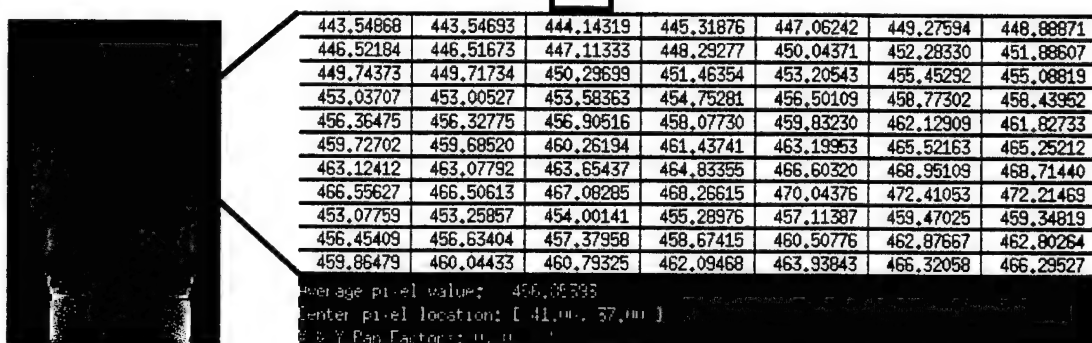 443.54868 443.54693 444.14319 445.31876 447.06242 449.27594 448.88871
446.52184 446.51673 447.11333 448.29277 450.04371 452.28330 451.88607
449.74373 449.71734 450.29699 451.46354 453.20543 455.45292 455.08819
453.03707 453.00527 453.58363 454.75281 456.50109 458.77302 458.43952
456.36475 456.32775 456.90516 458.07730 459.83230 462.12909 461.82733
459.72702 459.68520 460.26194 461.43741 463.19953 465.52163 465.25212
463.12412 463.07792 463.65437 464.83355 466.60320 468.95109 468.71440
466.55627 466.50613 467.08285 468.26615 470.04376 472.41053 472.21469
453.07759 453.25857 454.00141 455.28976 457.11387 459.47025 459.34819
456.45409 456.63404 457.37958 458.67415 460.50776 462.87667 462.80264
459.86479 460.04433 460.79325 462.09468 463.93843 466.32058 466.29527
Average pixel value:
Center pixel location: [ 41.00, 37.00 ]
X & Y Pan Factors: 0, 0